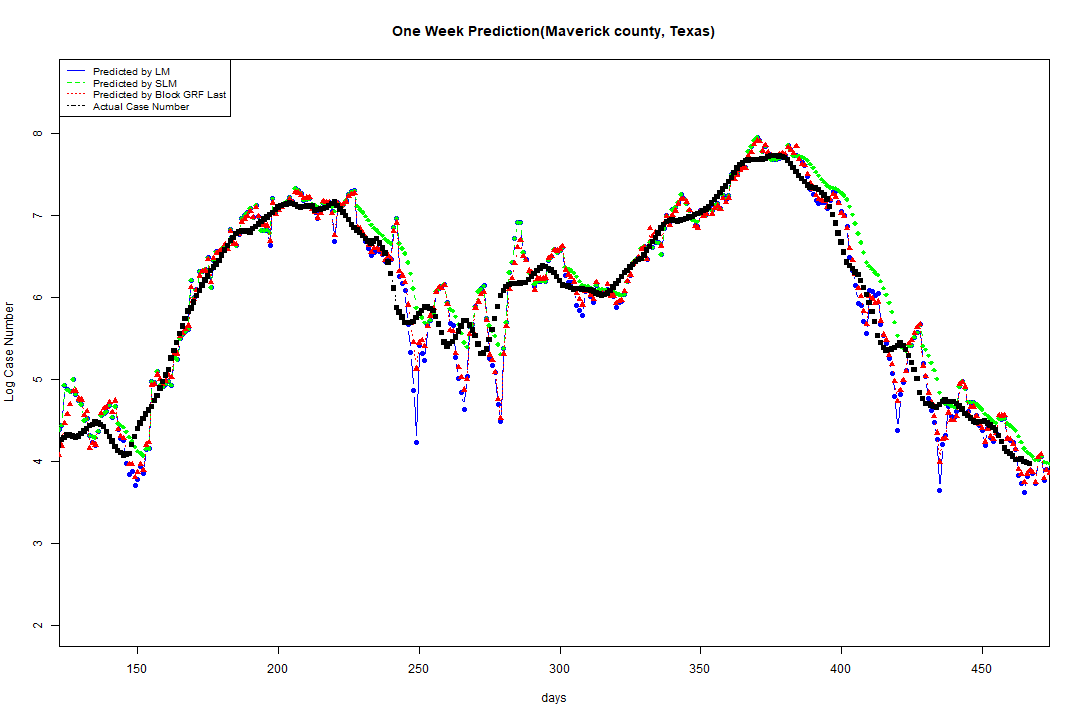 One Week Prediction(Maverick county, Texas)
Predicted by LM
Predicted by SLM
Predicted by Block GRF Last
Actual Case Number
8
7
6
5
4
3
2
Log Case Number
150 200 250 300 350 400 450
days